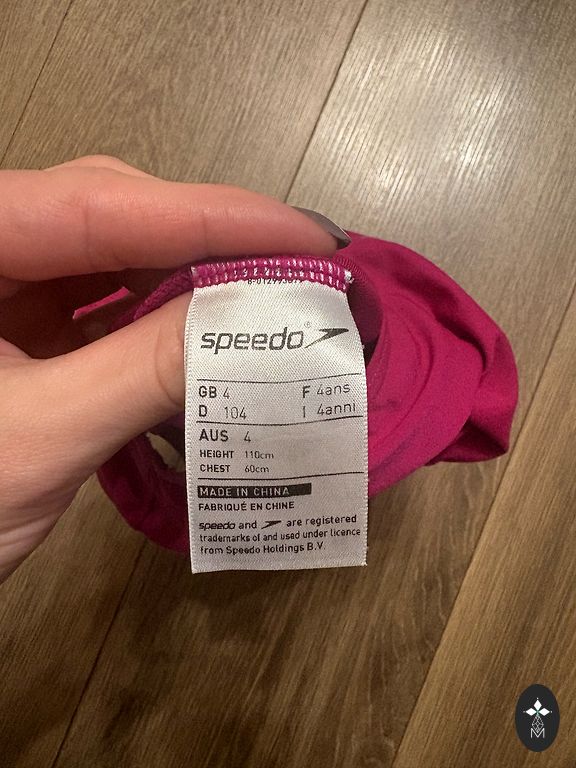 speedo®
GB 4 F 4ans
D 104 I 4anni
AUS 4
HEIGHT 110cm
CHEST 60cm
MADE IN CHINA
FABRIQUÉ EN CHINE
speedo and are registered
trademarks of and used under licence
from Speedo Holdings B.V.
M